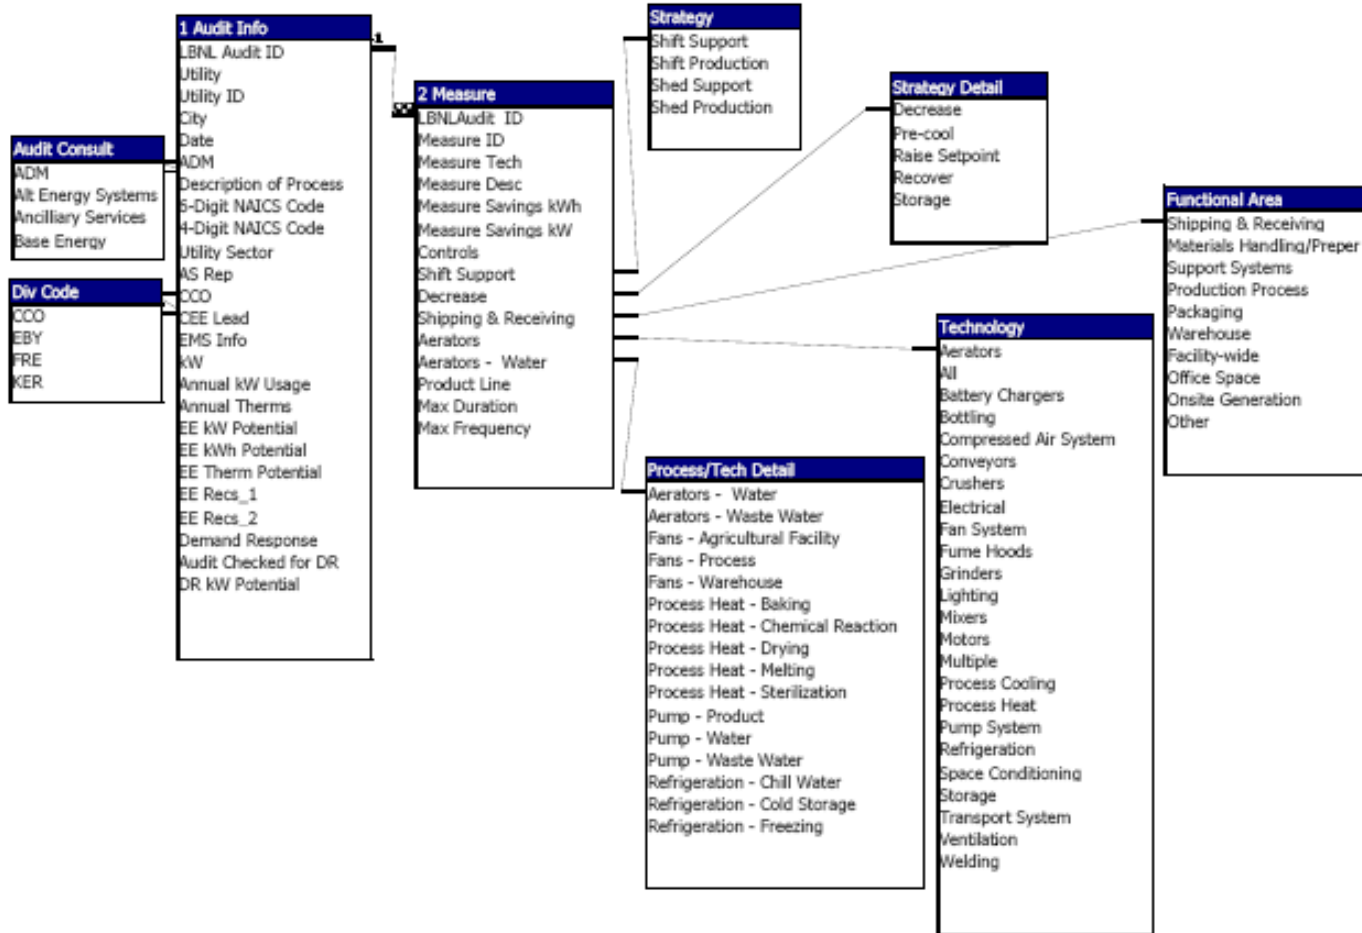 1 Audit Info
LBNL Audit ID
Utility
Utility ID
City
Date
ADM
Description of Process
6-Digit NAICS Code
4-Digit NAICS Code
Utility Sector
AS Rep
CCO
CEE Lead
EMS Info
kW
Annual kW Usage
Annual Therms
EE kW Potential
EE kWh Potential
EE Therm Potential
EE Recs_1
EE Recs_2
Demand Response
Audit Checked for DR
DR kW Potential
Audit Consult
ADM
Alt Energy Systems
Ancilliary Services
Base Energy
Div Code
CCO
EBY
FRE
KER
1
2 Measure
LBNLAudit ID
Measure ID
Measure Tech
Measure Desc
Measure Savings kWh
Measure Savings kW
Controls
Shift Support
Decrease
Shipping & Receiving
Aerators
Aerators - Water
Product Line
Max Duration
Max Frequency
Strategy
Shift Support
Shift Production
Shed Support
Shed Production
Strategy Detail
Decrease
Pre-cool
Raise Setpoint
Recover
Storage
Functional Area
Shipping & Receiving
Materials Handling/Preper
Support Systems
Production Process
Packaging
Warehouse
Facility-wide
Office Space
Onsite Generation
Other
Technology
Aerators
All
Battery Chargers
Bottling
Compressed Air System
Conveyors
Crushers
Electrical
Fan System
Fume Hoods
Grinders
Lighting
Mixers
Motors
Multiple
Process Cooling
Process Heat
Pump System
Refrigeration
Space Conditioning
Storage
Transport System
Ventilation
Welding
Process/Tech Detail
Aerators - Water
Aerators - Waste Water
Fans - Agricultural Facility
Fans - Process
Fans - Warehouse
Process Heat - Baking
Process Heat - Chemical Reaction
Process Heat - Drying
Process Heat - Melting
Process Heat - Sterilization
Pump - Product
Pump - Water
Pump - Waste Water
Refrigeration - Chill Water
Refrigeration - Cold Storage
Refrigeration - Freezing